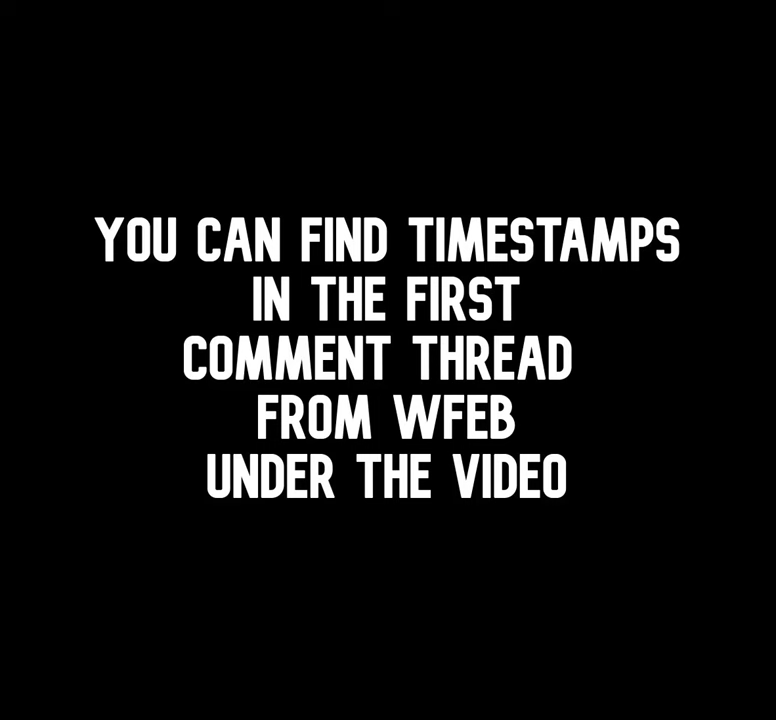 YOU CAN FIND TIMESTAMPS
IN THE FIRST
COMMENT THREAD
FROM WFEB
UNDER THE VIDEO